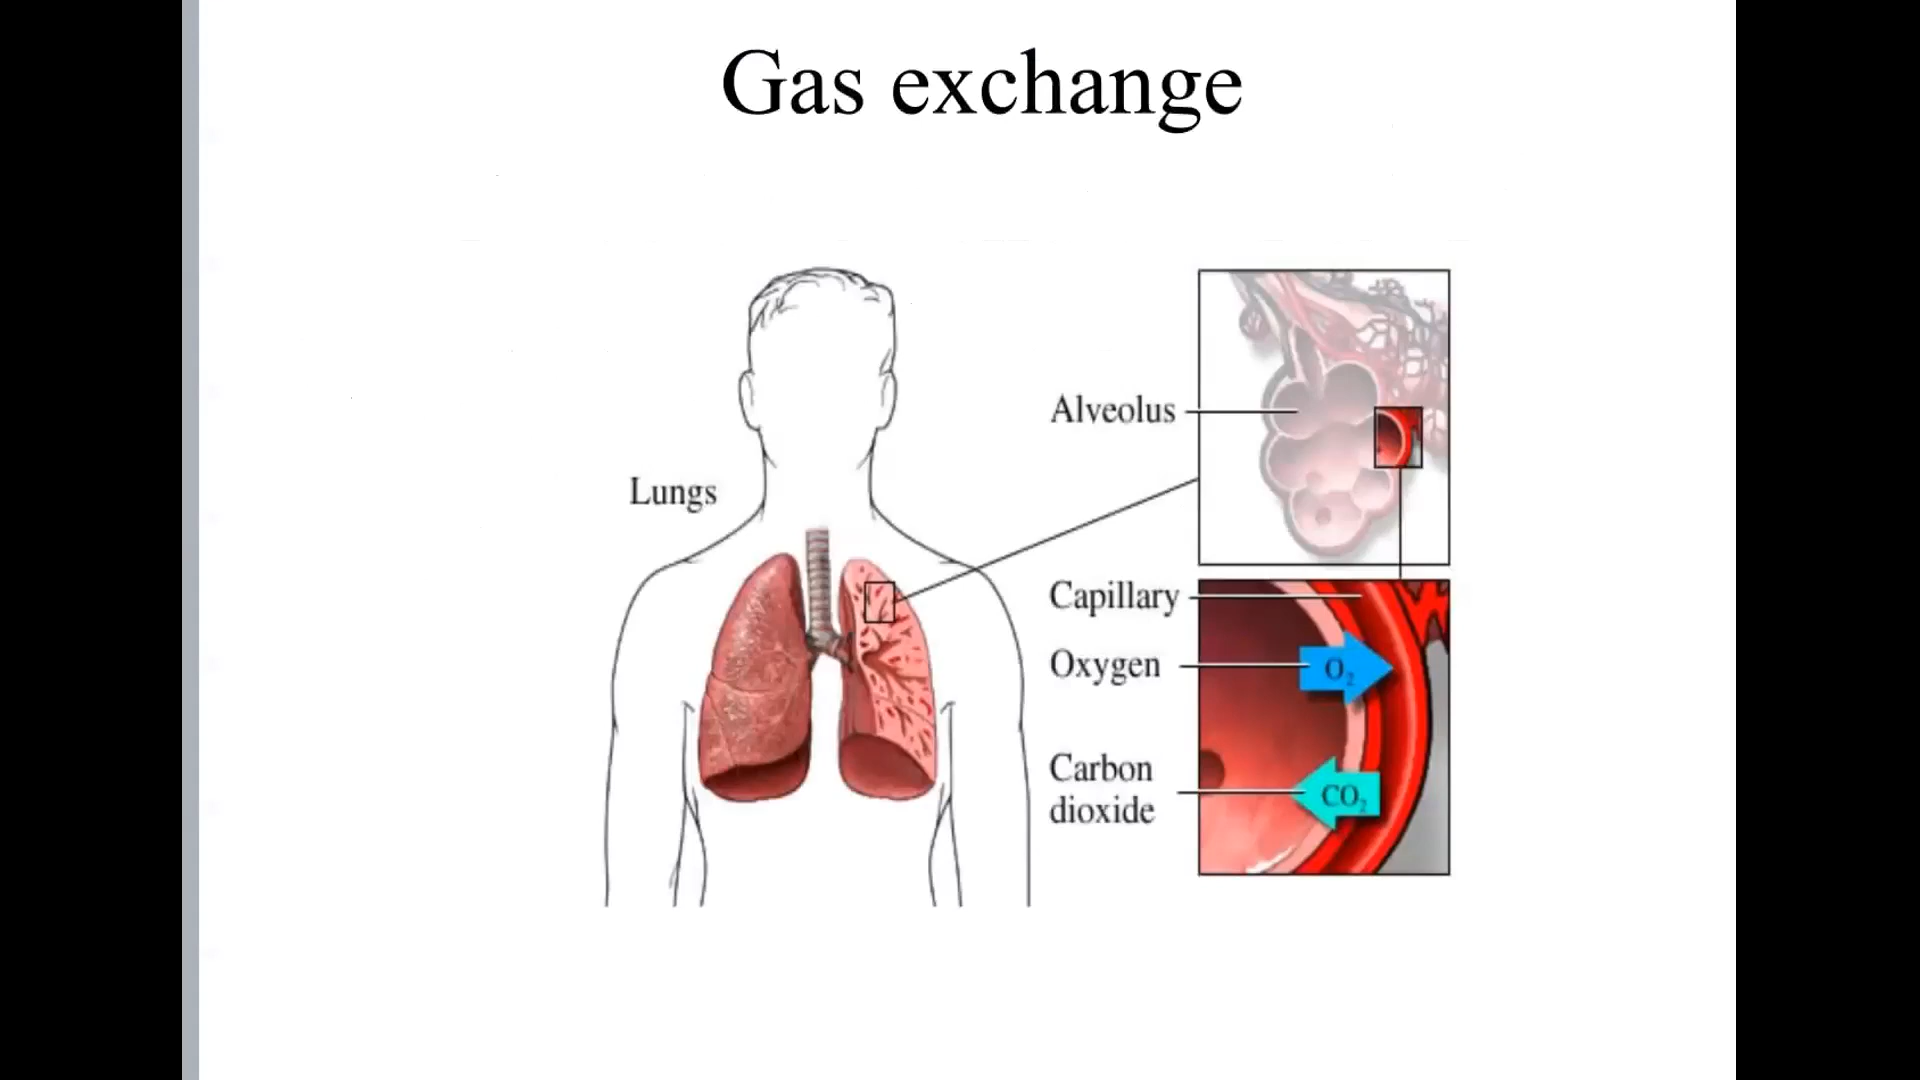 Gas exchange
Alveolus
Lungs
Capillary
Oxygen
O₂
Carbon
dioxide
CO₂